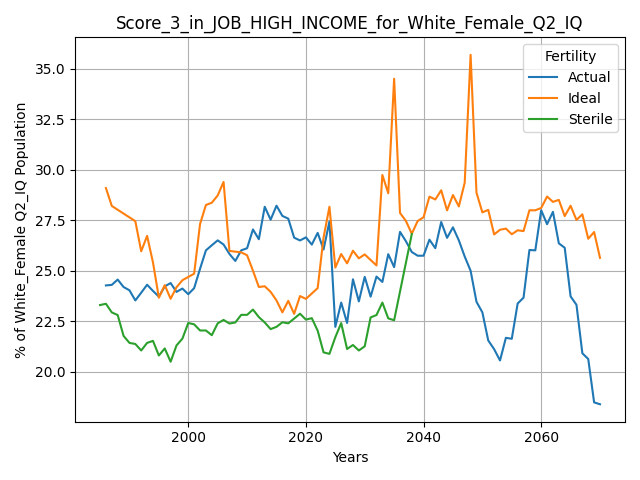 Score_3_in_JOB_HIGH_INCOME_for_White_Female_Q2_IQ
% of White_Female Q2_IQ Population
35.0
32.5
30.0
27.5
25.0
22.5
20.0
Fertility
Actual
Ideal
Sterile
2000
2020
2040
2060
Years